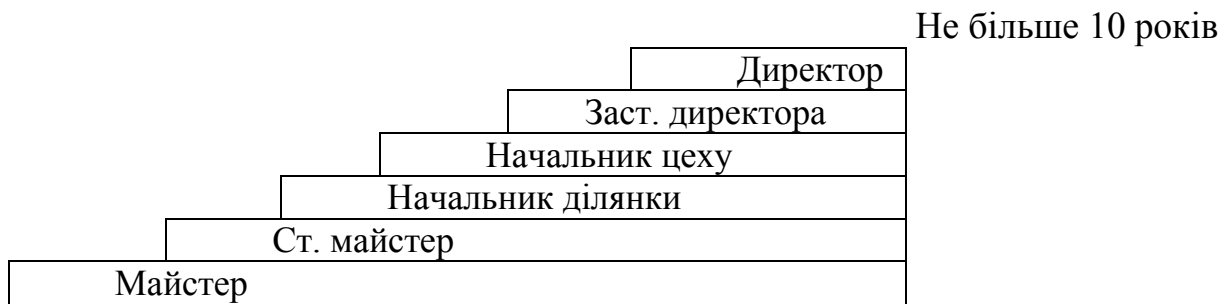 Не більше 10 років
Директор
Заст. директора
Начальник цеху
Начальник ділянки
Ст. майстер
Майстер